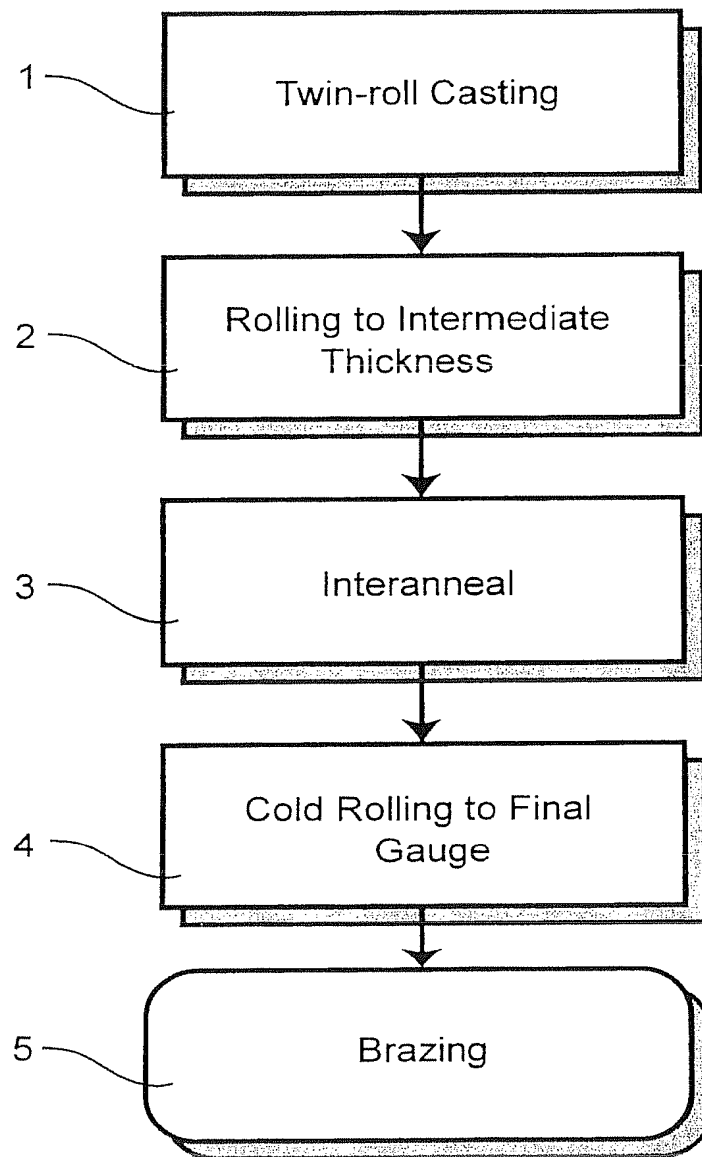 1
Twin-roll Casting
2
Rolling to Intermediate
Thickness
3
Interanneal
4
Cold Rolling to Final
Gauge
5
Brazing